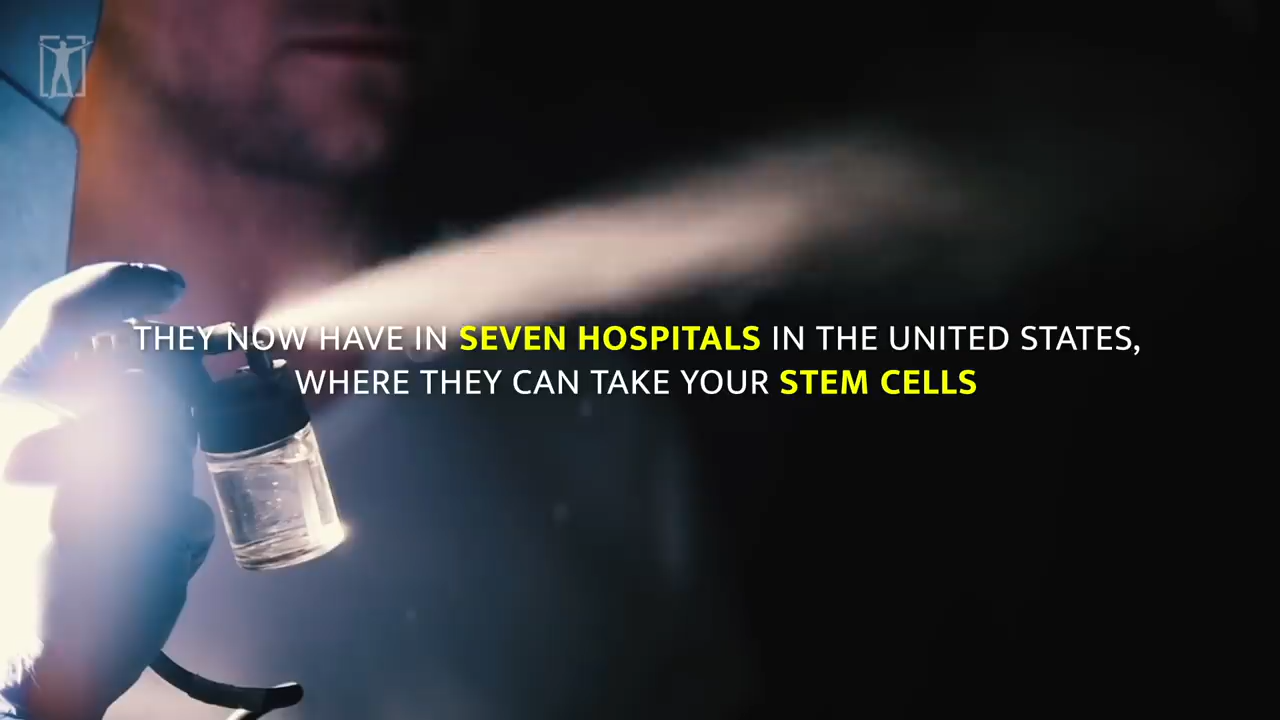 THEY NOW HAVE IN SEVEN HOSPITALS IN THE UNITED STATES,
WHERE THEY CAN TAKE YOUR STEM CELLS